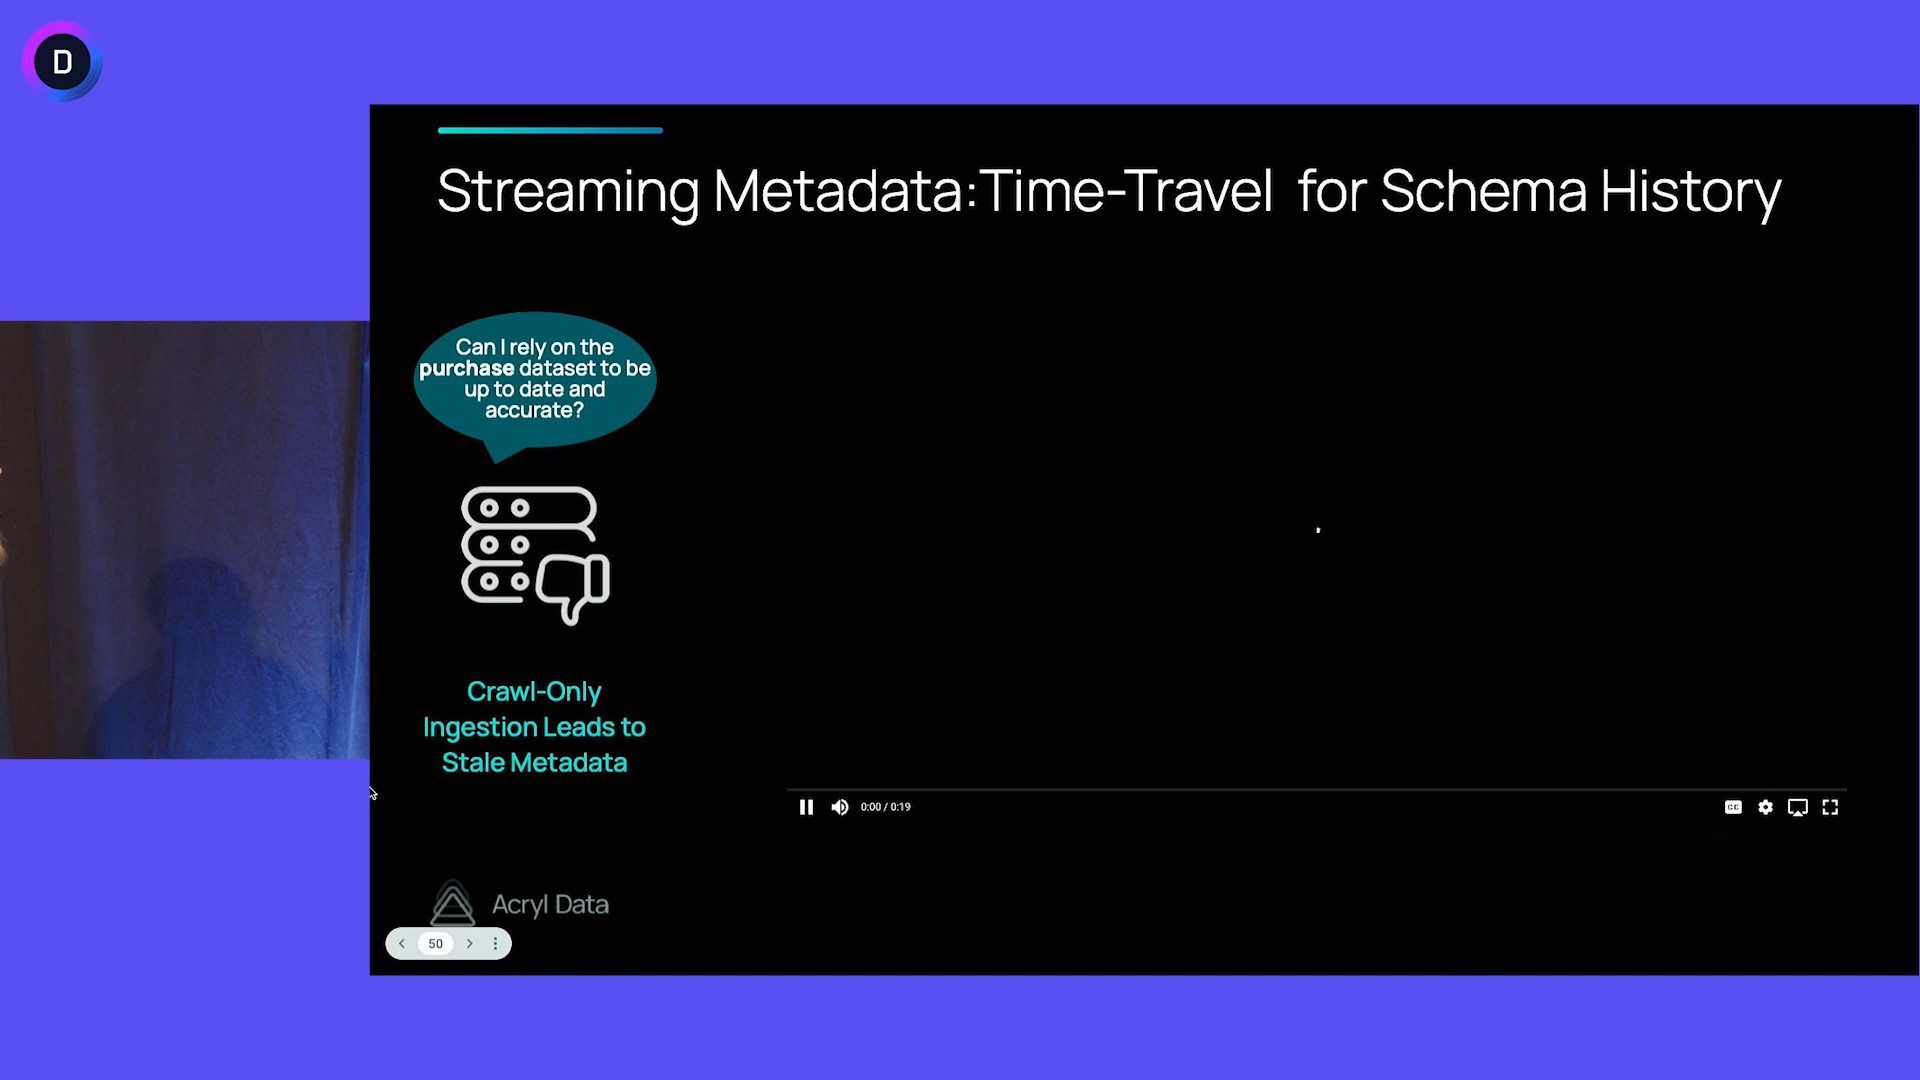 D
Streaming Metadata:Time-Travel for Schema History
Can I rely on the
purchase dataset to be
up to date and
accurate?
Crawl-Only
Ingestion Leads to
Stale Metadata
0:00 / 0:19
CC
Acryl Data
50